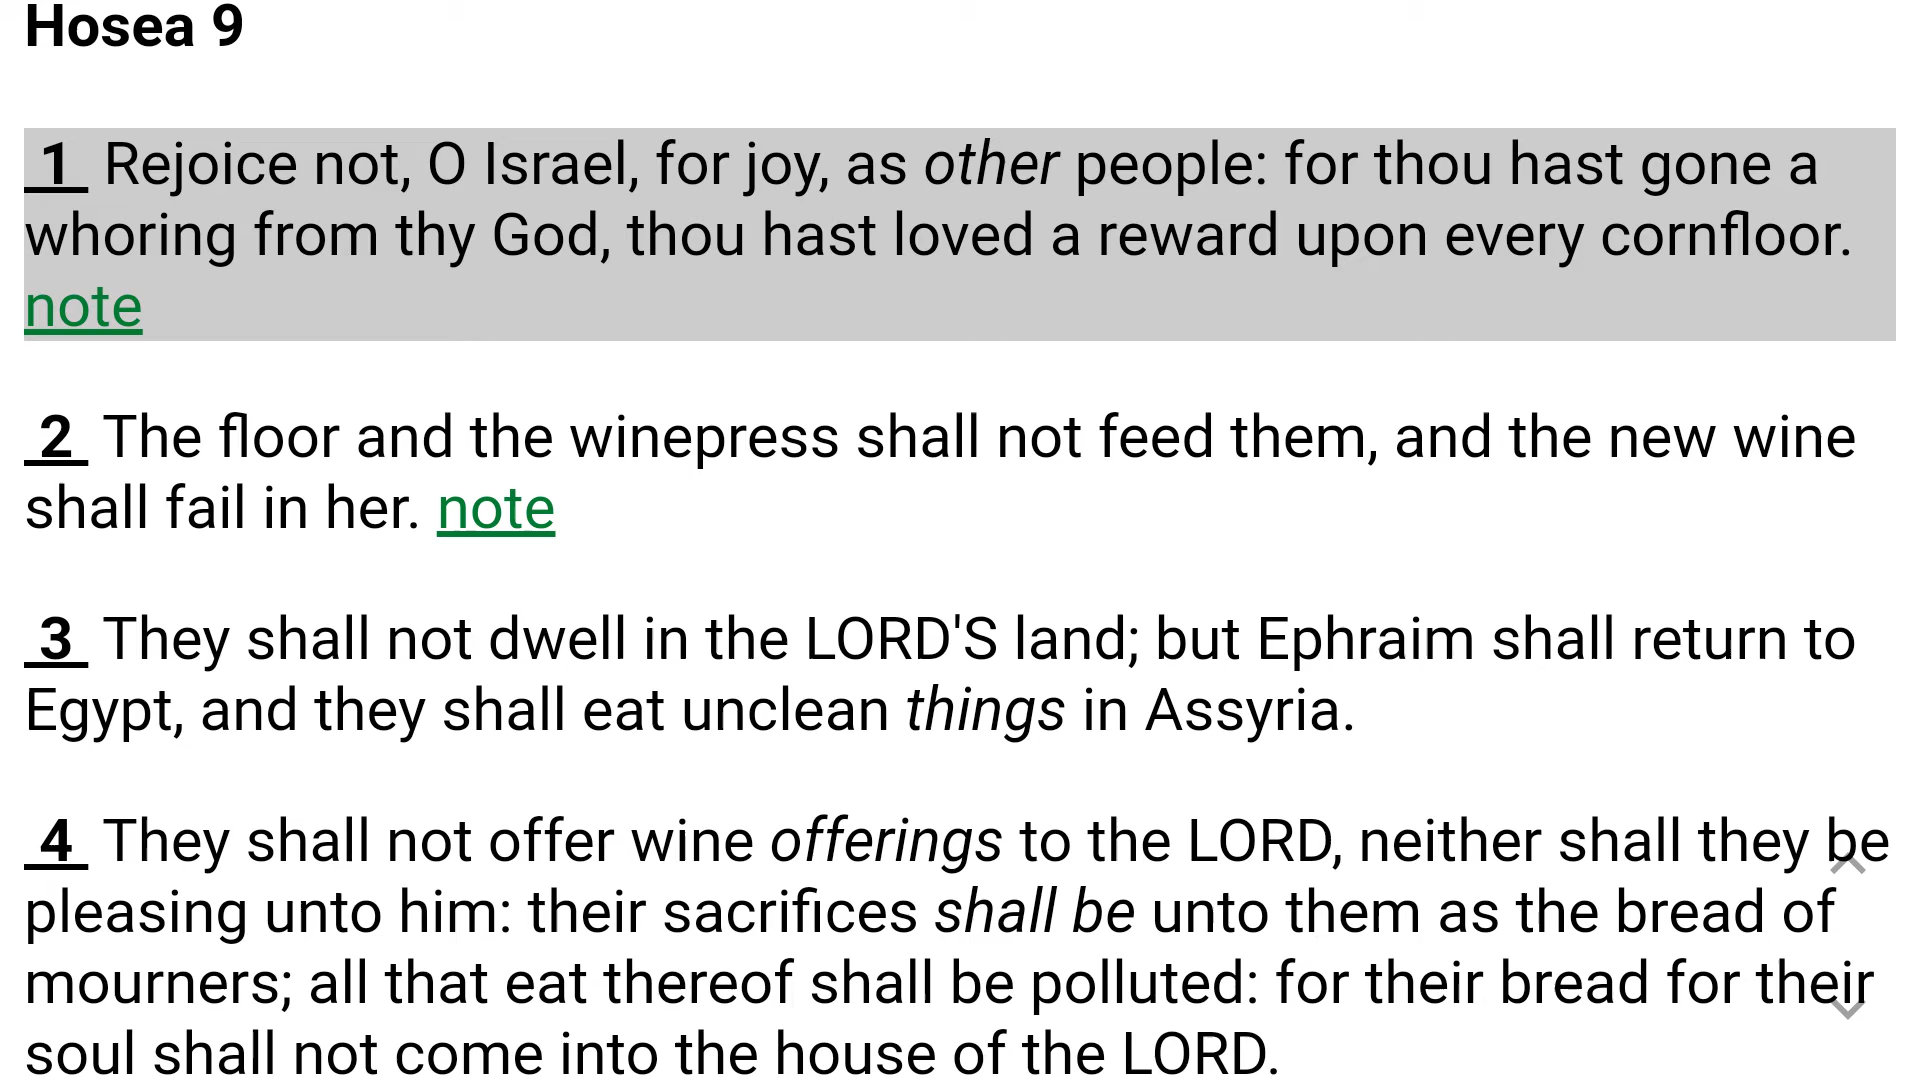 Hosea 9
1 Rejoice not, O Israel, for joy, as other people: for thou hast gone a
whoring from thy God, thou hast loved a reward upon every cornfloor.
note
2 The floor and the winepress shall not feed them, and the new wine
shall fail in her. note
3 They shall not dwell in the LORD'S land; but Ephraim shall return to
Egypt, and they shall eat unclean things in Assyria.
4 They shall not offer wine offerings to the LORD, neither shall they be
pleasing unto him: their sacrifices shall be unto them as the bread of
mourners; all that eat thereof shall be polluted: for their bread for their
soul shall not come into the house of the LORD.